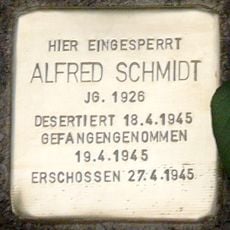 HIER EINGESPERRT
ALFRED SCHMIDT
JG. 1926
DESERTIERT 18.4.1945
GEFANGENGENOMMEN
19.4.1945
ERSCHOSSEN 27.4.1945